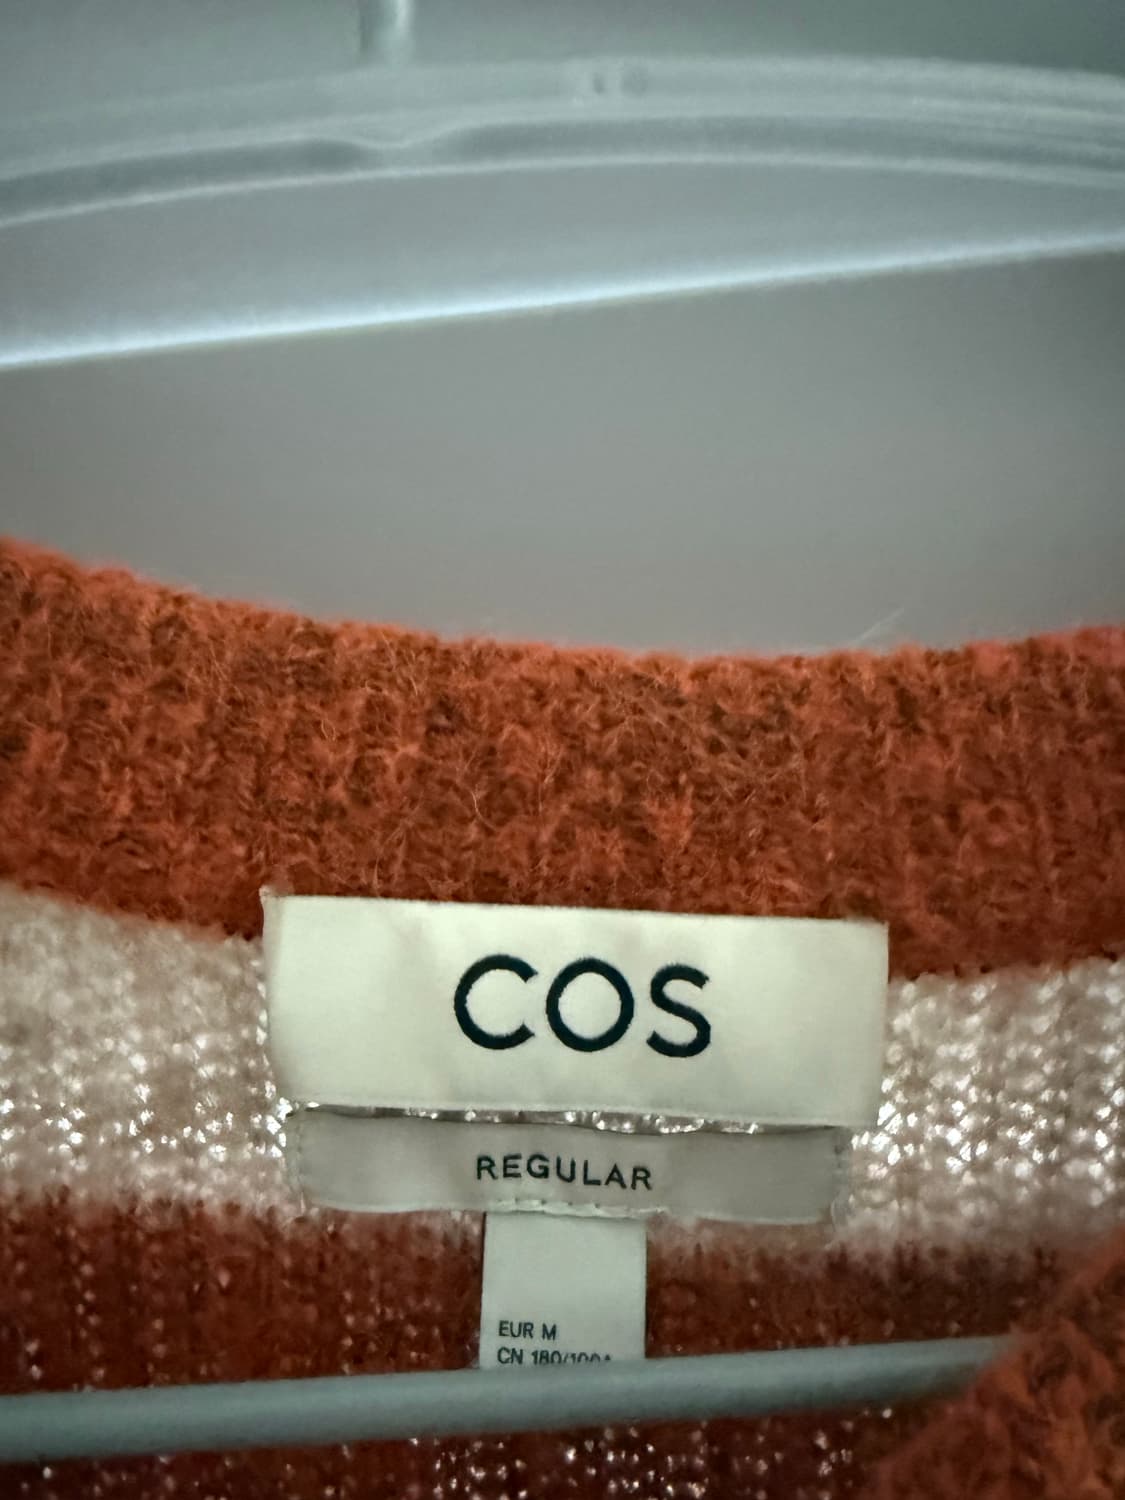 COS
REGULAR
EUR M
CN 180/100A